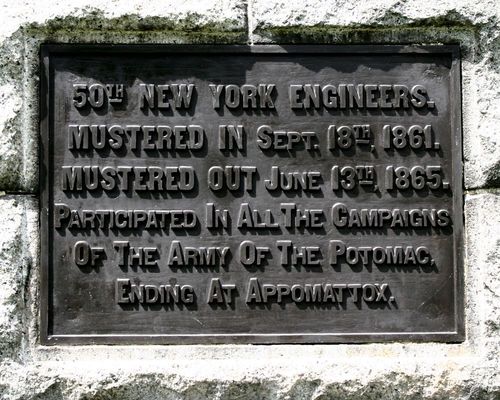 50TH NEW YORK ENGINEERS.
MUSTERED IN SEPT. 18TH, 1861.
MUSTERED OUT JUNE 13TH, 1865.
PARTICIPATED IN ALL THE CAMPAIGNS
OF THE ARMY OF THE POTOMAC,
ENDING AT APPOMATTOX.